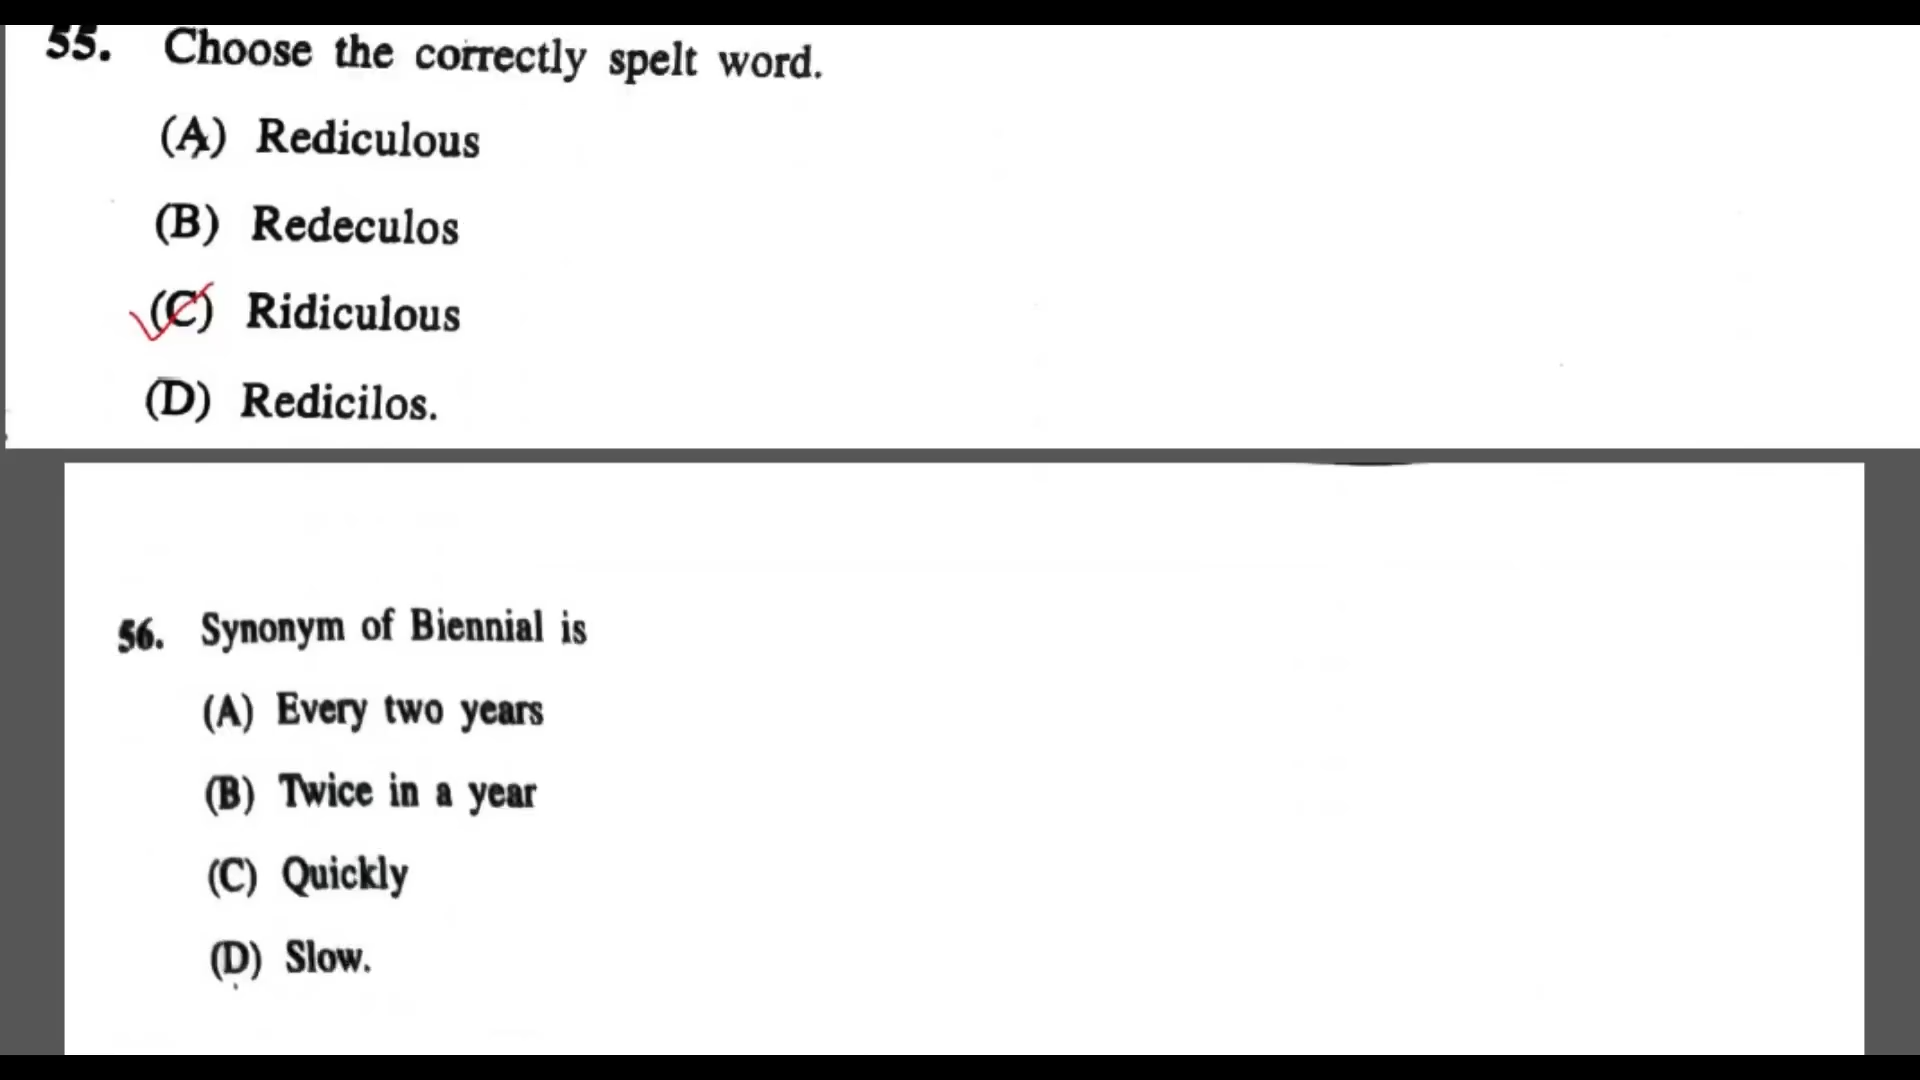 55. Choose the correctly spelt word.
(A) Rediculous
(B) Redeculos
(C) Ridiculous
(D) Redicilos.
56. Synonym of Biennial is
(A) Every two years
(B) Twice in a year
(C) Quickly
(D) Slow.